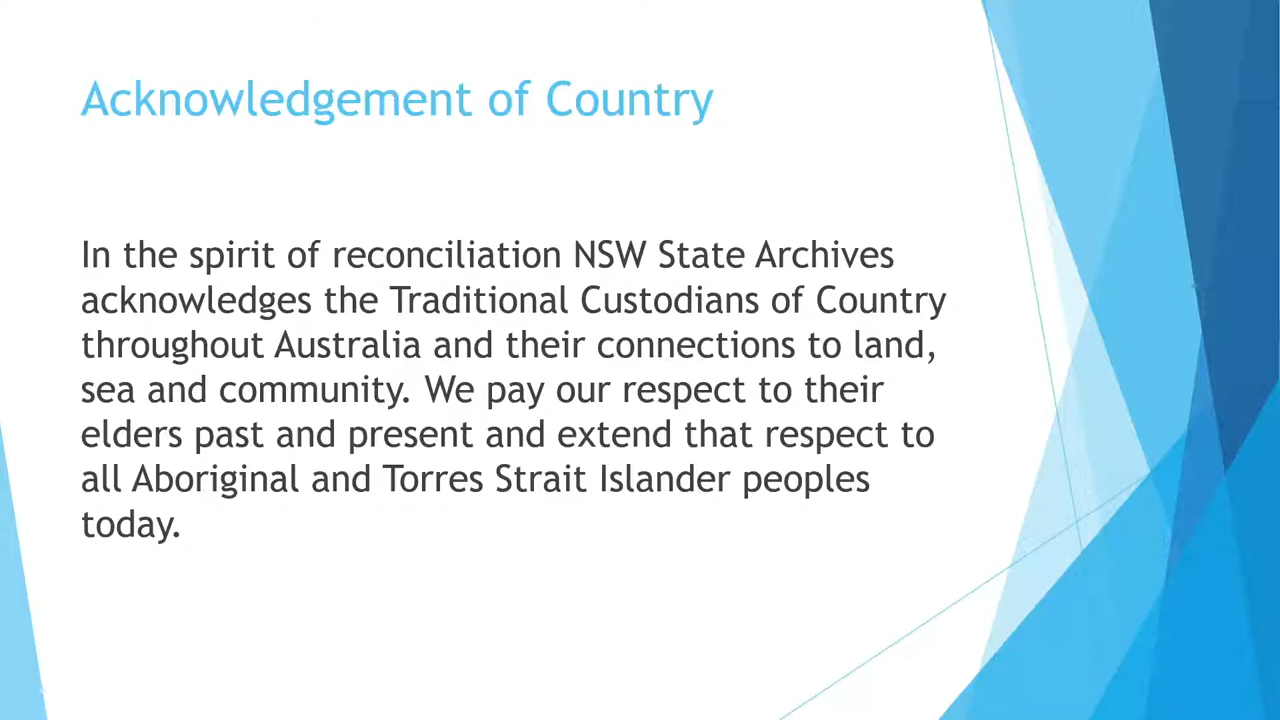 Acknowledgement of Country
In the spirit of reconciliation NSW State Archives
acknowledges the Traditional Custodians of Country
throughout Australia and their connections to land,
sea and community. We pay our respect to their
elders past and present and extend that respect to
all Aboriginal and Torres Strait Islander peoples
today.